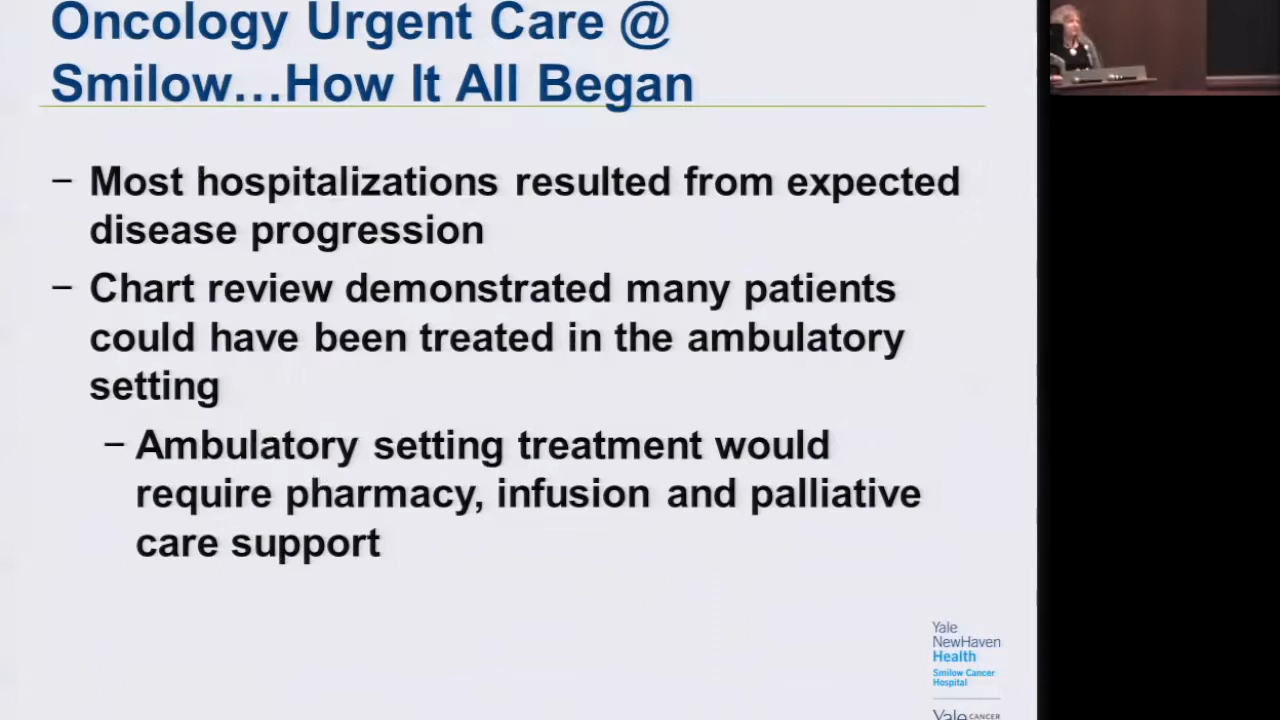 Oncology Urgent Care @
Smilow…How It All Began
– Most hospitalizations resulted from expected
disease progression
– Chart review demonstrated many patients
could have been treated in the ambulatory
setting
– Ambulatory setting treatment would
require pharmacy, infusion and palliative
care support
Yale
NewHaven
Health
Smilow Cancer
Hospital
Yale CANCER